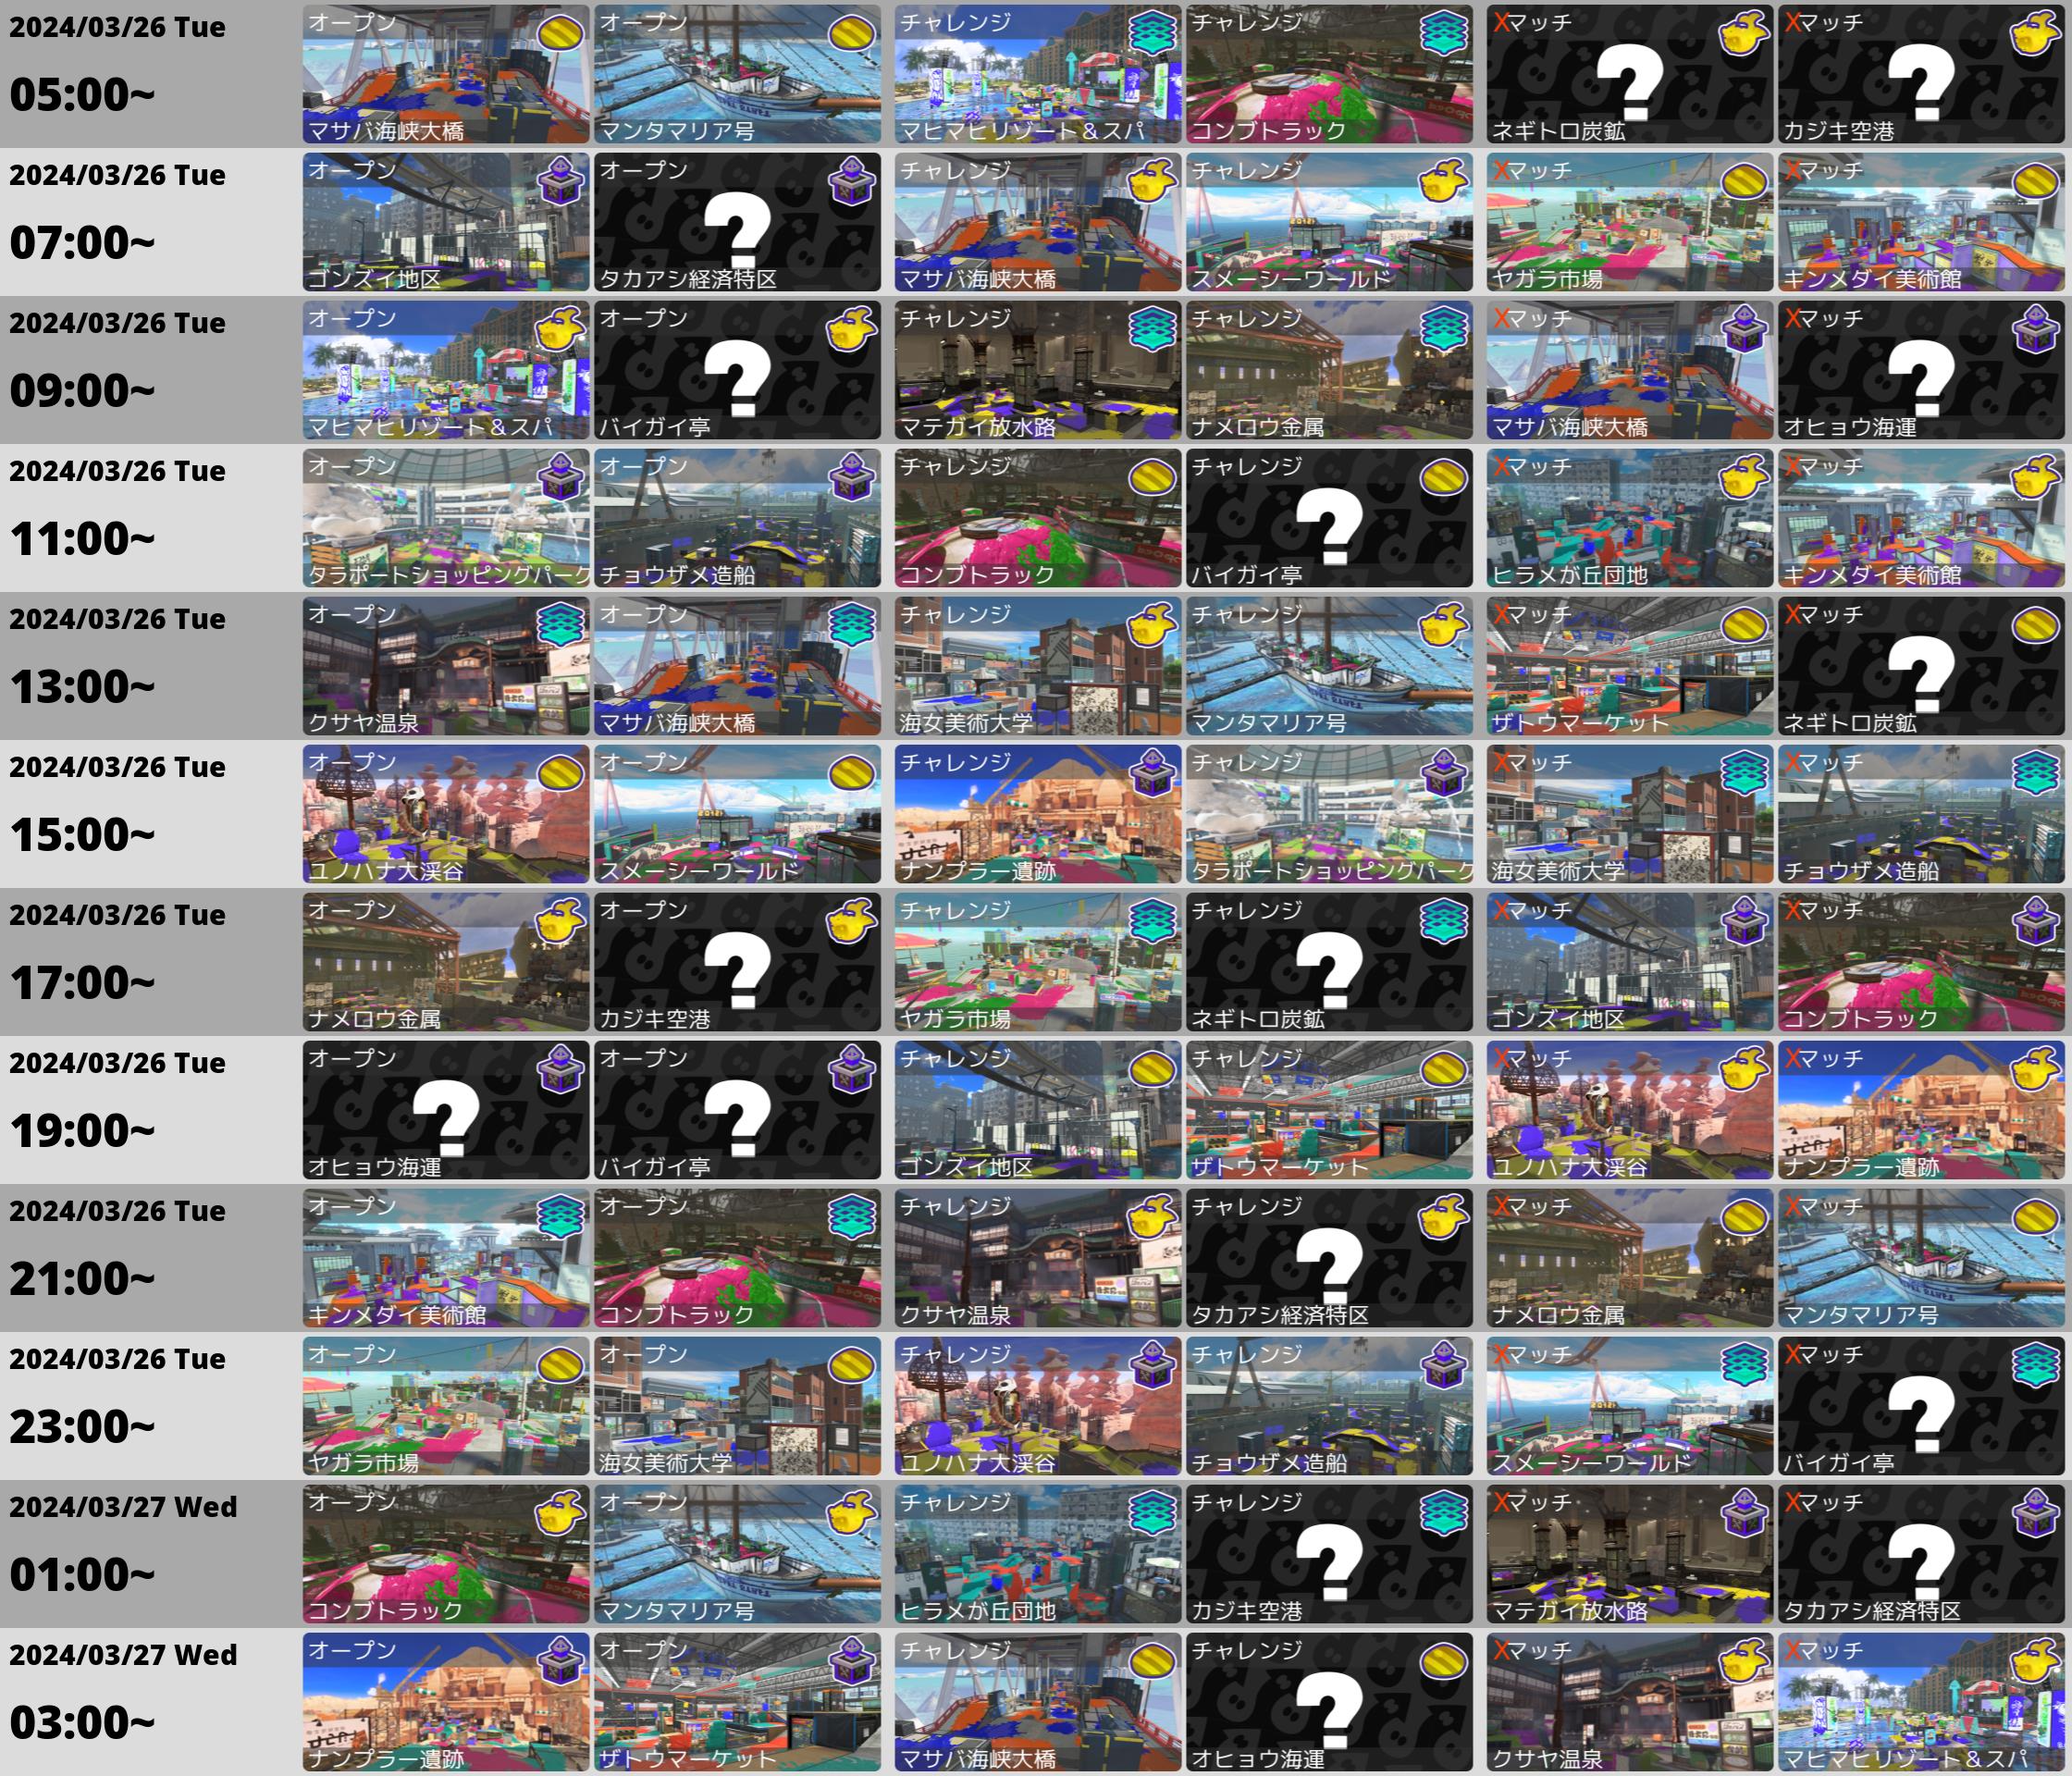 2024/03/26 Tue
05:00~
オープン
マサバ海峡大橋
オープン
マンタマリア号
チャレンジ
マヒマヒリゾート＆スパ
チャレンジ
コンブトラック
Xマッチ
ネギトロ炭鉱
Xマッチ
カジキ空港
2024/03/26 Tue
07:00~
オープン
ゴンズイ地区
オープン
タカアシ経済特区
チャレンジ
マサバ海峡大橋
チャレンジ
スメーシーワールド
Xマッチ
ヤガラ市場
Xマッチ
キンメダイ美術館
2024/03/26 Tue
09:00~
オープン
マヒマヒリゾート＆スパ
オープン
バイガイ亭
チャレンジ
マテガイ放水路
チャレンジ
ナメロウ金属
Xマッチ
マサバ海峡大橋
Xマッチ
オヒョウ海運
2024/03/26 Tue
11:00~
オープン
タラポートショッピングパーク
オープン
チョウザメ造船
チャレンジ
コンブトラック
チャレンジ
バイガイ亭
Xマッチ
ヒラメが丘団地
Xマッチ
キンメダイ美術館
2024/03/26 Tue
13:00~
オープン
クサヤ温泉
オープン
マサバ海峡大橋
チャレンジ
海女美術大学
チャレンジ
マンタマリア号
Xマッチ
ザトウマーケット
Xマッチ
ネギトロ炭鉱
2024/03/26 Tue
15:00~
オープン
ユノハナ大渓谷
オープン
スメーシーワールド
チャレンジ
ナンプラー遺跡
チャレンジ
タラポートショッピングパーク
Xマッチ
海女美術大学
Xマッチ
チョウザメ造船
2024/03/26 Tue
17:00~
オープン
ナメロウ金属
オープン
カジキ空港
チャレンジ
ヤガラ市場
チャレンジ
ネギトロ炭鉱
Xマッチ
ゴンズイ地区
Xマッチ
コンブトラック
2024/03/26 Tue
19:00~
オープン
オヒョウ海運
オープン
バイガイ亭
チャレンジ
ゴンズイ地区
チャレンジ
ザトウマーケット
Xマッチ
ユノハナ大渓谷
Xマッチ
ナンプラー遺跡
2024/03/26 Tue
21:00~
オープン
キンメダイ美術館
オープン
コンブトラック
チャレンジ
クサヤ温泉
チャレンジ
タカアシ経済特区
Xマッチ
ナメロウ金属
Xマッチ
マンタマリア号
2024/03/26 Tue
23:00~
オープン
ヤガラ市場
オープン
海女美術大学
チャレンジ
ユノハナ大渓谷
チャレンジ
チョウザメ造船
Xマッチ
スメーシーワールド
Xマッチ
バイガイ亭
2024/03/27 Wed
01:00~
オープン
コンブトラック
オープン
マンタマリア号
チャレンジ
ヒラメが丘団地
チャレンジ
カジキ空港
Xマッチ
マテガイ放水路
Xマッチ
タカアシ経済特区
2024/03/27 Wed
03:00~
オープン
ナンプラー遺跡
オープン
ザトウマーケット
チャレンジ
マサバ海峡大橋
チャレンジ
オヒョウ海運
Xマッチ
クサヤ温泉
Xマッチ
マヒマヒリゾート＆スパ